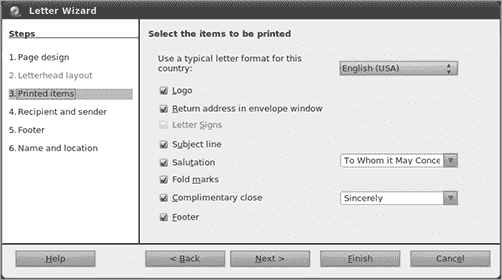 Letter Wizard
Steps
1. Page design
2. Letterhead layout
3. Printed items
4. Recipient and sender
5. Footer
6. Name and location
Select the items to be printed
Use a typical letter format for this
country:
English (USA)
Logo
Return address in envelope window
Letter Signs
Subject line
Salutation
To Whom it May Conce
Fold marks
Complimentary close
Sincerely
Footer
Help
< Back
Next >
Finish
Cancel